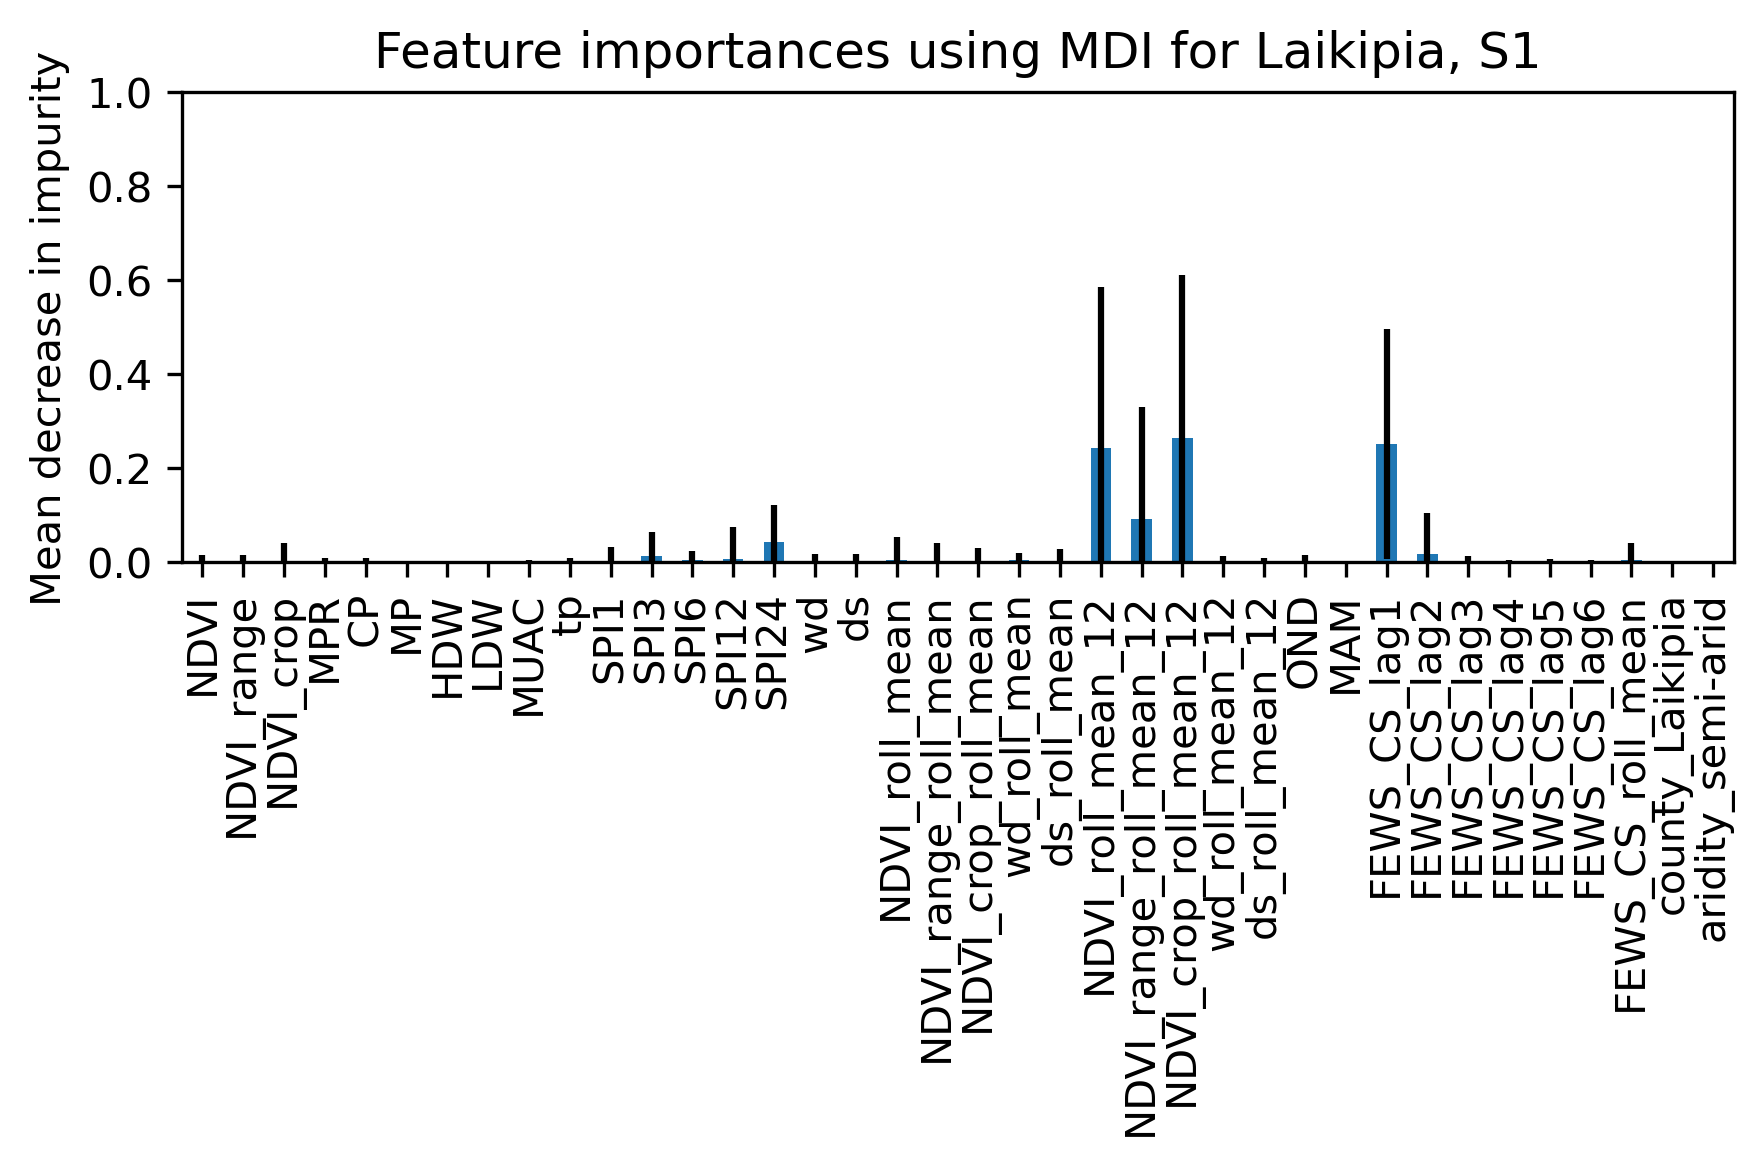 Feature importances using MDI for Laikipia, S1
Mean decrease in impurity
1.0
0.8
0.6
0.4
0.2
0.0
NDVI
NDVI_range
NDVI_crop
MPR
CP
MP
HDW
LDW
MUAC
tp
SPI1
SPI3
SPI6
SPI12
SPI24
wd
ds
NDVI_roll_mean
NDVI_range_roll_mean
NDVI_crop_roll_mean
wd_roll_mean
ds_roll_mean
NDVI_roll_mean_12
NDVI_range_roll_mean_12
NDVI_crop_roll_mean_12
wd_roll_mean_12
ds_roll_mean_12
OND
MAM
FEWS_CS_lag1
FEWS_CS_lag2
FEWS_CS_lag3
FEWS_CS_lag4
FEWS_CS_lag5
FEWS_CS_lag6
FEWS_CS_roll_mean
county_Laikipia
aridity_semi-arid